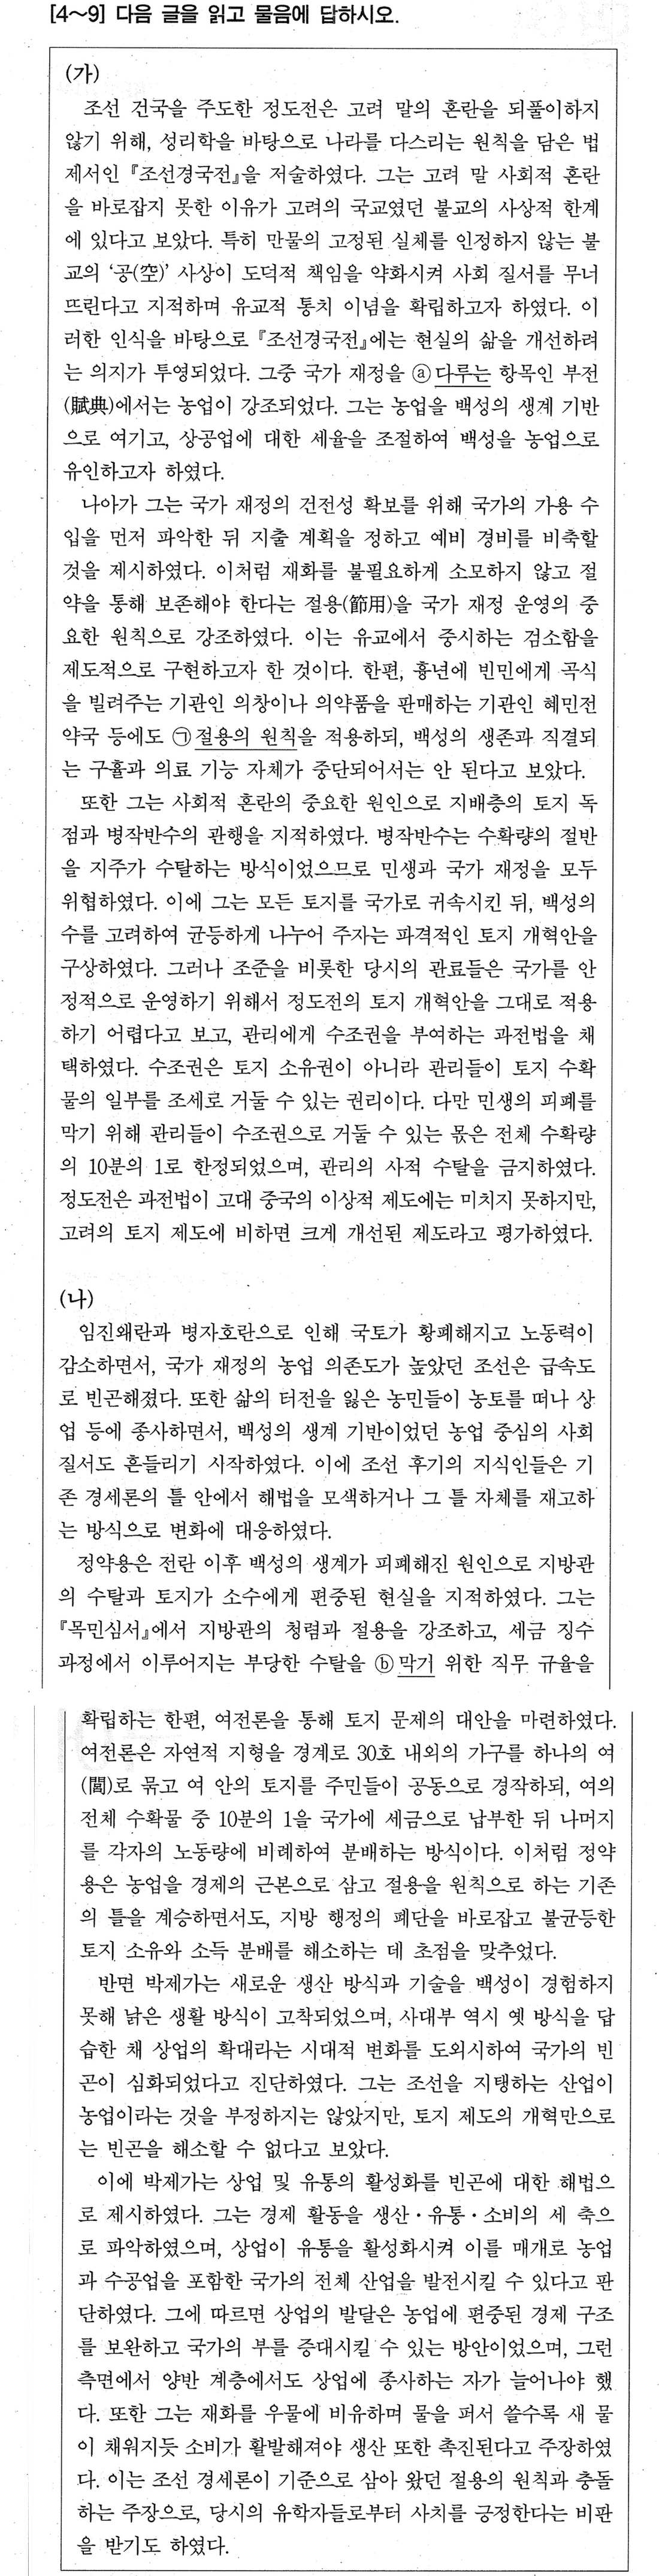 [4~9] 다음 글을 읽고 물음에 답하시오.
(가)
조선 건국을 주도한 정도전은 고려 말의 혼란을 되풀이하지
않기 위해, 성리학을 바탕으로 나라를 다스리는 원칙을 담은 법
제서인 『조선경국전』을 저술하였다. 그는 고려 말 사회적 혼란
을 바로잡지 못한 이유가 고려의 국교였던 불교의 사상적 한계
에 있다고 보았다. 특히 만물의 고정된 실체를 인정하지 않는 불
교의 ‘공(空)’ 사상이 도덕적 책임을 약화시켜 사회 질서를 무너
뜨린다고 지적하며 유교적 통치 이념을 확립하고자 하였다. 이
러한 인식을 바탕으로 『조선경국전』에는 현실의 삶을 개선하려
는 의지가 투영되었다. 그중 국가 재정을 ⓐ다루는 항목인 부전
(賦典)에서는 농업이 강조되었다. 그는 농업을 백성의 생계 기반
으로 여기고, 상공업에 대한 세율을 조절하여 백성을 농업으로
유인하고자 하였다.
나아가 그는 국가 재정의 건전성 확보를 위해 국가의 가용 수
입을 먼저 파악한 뒤 지출 계획을 정하고 예비 경비를 비축할
것을 제시하였다. 이처럼 재화를 불필요하게 소모하지 않고 절
약을 통해 보존해야 한다는 절용(節用)을 국가 재정 운영의 중
요한 원칙으로 강조하였다. 이는 유교에서 중시하는 검소함을
제도적으로 구현하고자 한 것이다. 한편, 흉년에 빈민에게 곡식
을 빌려주는 기관인 의창이나 의약품을 판매하는 기관인 혜민전
약국 등에도 ㉠절용의 원칙을 적용하되, 백성의 생존과 직결되
는 구휼과 의료 기능 자체가 중단되어서는 안 된다고 보았다.
또한 그는 사회적 혼란의 중요한 원인으로 지배층의 토지 독
점과 병작반수의 관행을 지적하였다. 병작반수는 수확량의 절반
을 지주가 수탈하는 방식이었으므로 민생과 국가 재정을 모두
위협하였다. 이에 그는 모든 토지를 국가로 귀속시킨 뒤, 백성의
수를 고려하여 균등하게 나누어 주자는 파격적인 토지 개혁안을
구상하였다. 그러나 조준을 비롯한 당시의 관료들은 국가를 안
정적으로 운영하기 위해서 정도전의 토지 개혁안을 그대로 적용
하기 어렵다고 보고, 관리에게 수조권을 부여하는 과전법을 채
택하였다. 수조권은 토지 소유권이 아니라 관리들이 토지 수확
물의 일부를 조세로 거둘 수 있는 권리이다. 다만 민생의 피폐를
막기 위해 관리들이 수조권으로 거둘 수 있는 몫은 전체 수확량
의 10분의 1로 한정되었으며, 관리의 사적 수탈을 금지하였다.
정도전은 과전법이 고대 중국의 이상적 제도에는 미치지 못하지만,
고려의 토지 제도에 비하면 크게 개선된 제도라고 평가하였다.
(나)
임진왜란과 병자호란으로 인해 국토가 황폐해지고 노동력이
감소하면서, 국가 재정의 농업 의존도가 높았던 조선은 급속도
로 빈곤해졌다. 또한 삶의 터전을 잃은 농민들이 농토를 떠나 상
업 등에 종사하면서, 백성의 생계 기반이었던 농업 중심의 사회
질서도 흔들리기 시작하였다. 이에 조선 후기의 지식인들은 기
존 경세론의 틀 안에서 해법을 모색하거나 그 틀 자체를 재고하
는 방식으로 변화에 대응하였다.
정약용은 전란 이후 백성의 생계가 피폐해진 원인으로 지방관
의 수탈과 토지가 소수에게 편중된 현실을 지적하였다. 그는
『목민심서』에서 지방관의 청렴과 절용을 강조하고, 세금 징수
과정에서 이루어지는 부당한 수탈을 ⓑ막기 위한 직무 규율을
확립하는 한편, 여전론을 통해 토지 문제의 대안을 마련하였다.
여전론은 자연적 지형을 경계로 30호 내외의 가구를 하나의 여
(閭)로 묶고 여 안의 토지를 주민들이 공동으로 경작하되, 여의
전체 수확물 중 10분의 1을 국가에 세금으로 납부한 뒤 나머지
를 각자의 노동량에 비례하여 분배하는 방식이다. 이처럼 정약
용은 농업을 경제의 근본으로 삼고 절용을 원칙으로 하는 기존
의 틀을 계승하면서도, 지방 행정의 폐단을 바로잡고 불균등한
토지 소유와 소득 분배를 해소하는 데 초점을 맞추었다.
반면 박제가는 새로운 생산 방식과 기술을 백성이 경험하지
못해 낡은 생활 방식이 고착되었으며, 사대부 역시 옛 방식을 답
습한 채 상업의 확대라는 시대적 변화를 도외시하여 국가의 빈
곤이 심화되었다고 진단하였다. 그는 조선을 지탱하는 산업이
농업이라는 것을 부정하지는 않았지만, 토지 제도의 개혁만으로
는 빈곤을 해소할 수 없다고 보았다.
이에 박제가는 상업 및 유통의 활성화를 빈곤에 대한 해법으
로 제시하였다. 그는 경제 활동을 생산·유통·소비의 세 축으
로 파악하였으며, 상업이 유통을 활성화시켜 이를 매개로 농업
과 수공업을 포함한 국가의 전체 산업을 발전시킬 수 있다고 판
단하였다. 그에 따르면 상업의 발달은 농업에 편중된 경제 구조
를 보완하고 국가의 부를 증대시킬 수 있는 방안이었으며, 그런
측면에서 양반 계층에서도 상업에 종사하는 자가 늘어나야 했
다. 또한 그는 재화를 우물에 비유하며 물을 퍼서 쓸수록 새 물
이 채워지듯 소비가 활발해져야 생산 또한 촉진된다고 주장하였
다. 이는 조선 경세론이 기준으로 삼아 왔던 절용의 원칙과 충돌
하는 주장으로, 당시의 유학자들로부터 사치를 긍정한다는 비판
을 받기도 하였다.